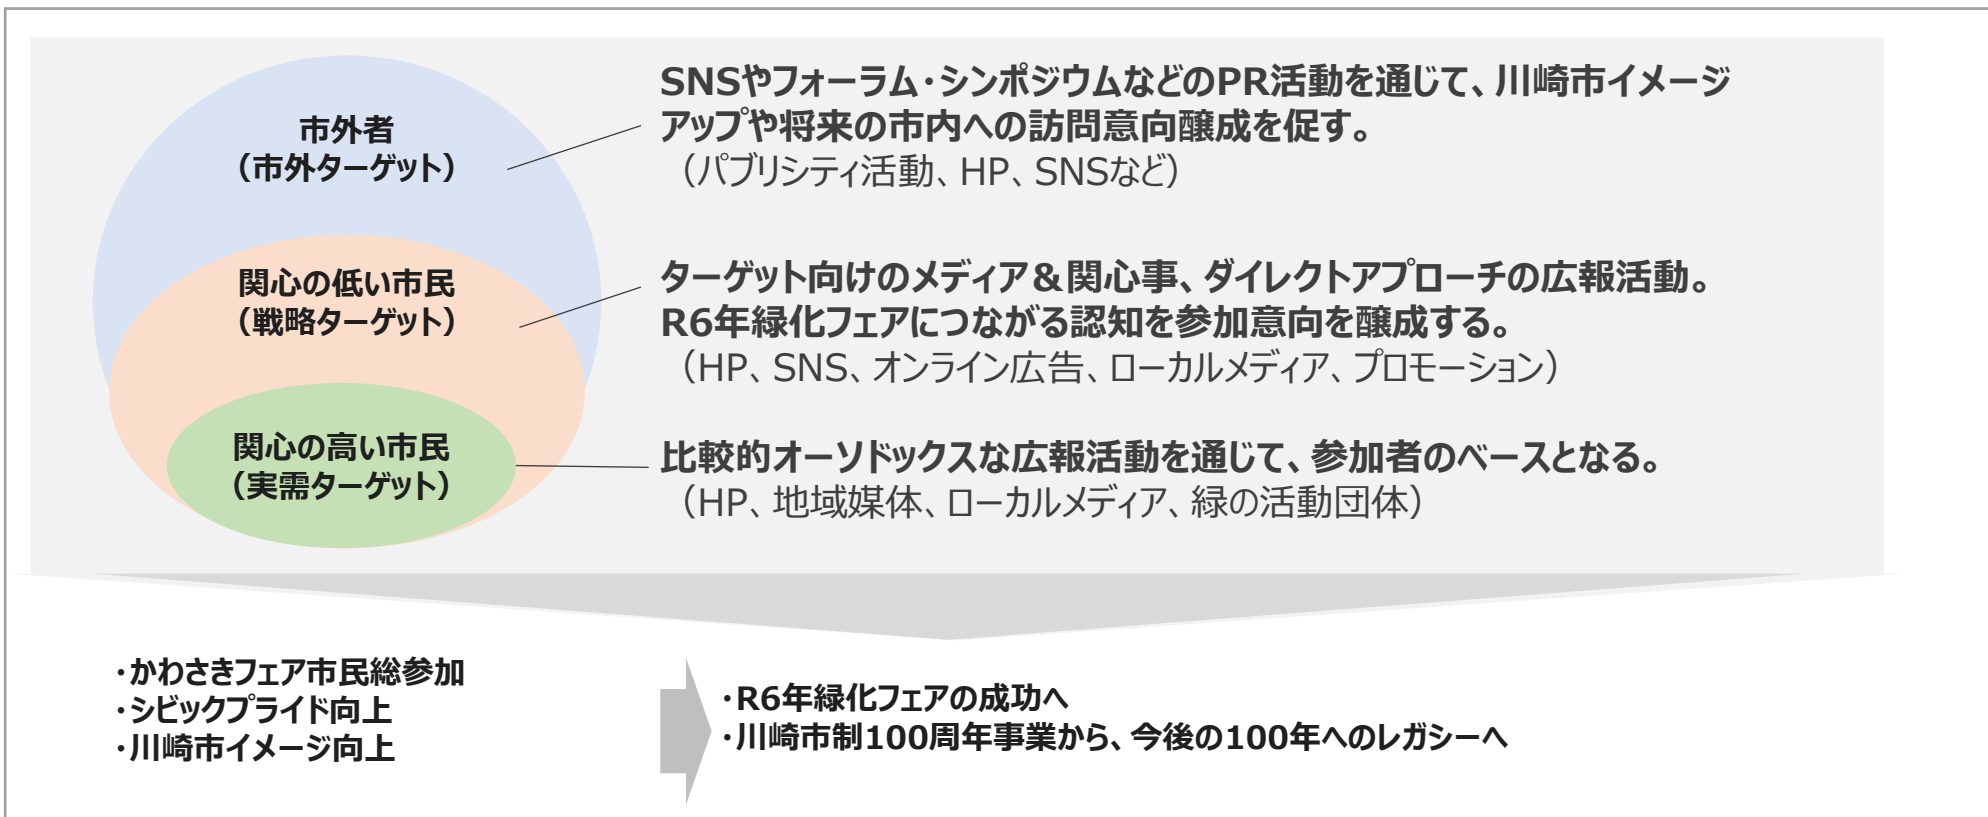 市外者
（市外ターゲット）
SNSやフォーラム・シンポジウムなどのPR活動を通じて、川崎市イメージ
アップや将来の市内への訪問意向醸成を促す。
（パブリシティ活動、HP、SNSなど）
関心の低い市民
（戦略ターゲット）
ターゲット向けのメディア＆関心事、ダイレクトアプローチの広報活動。
R6年緑化フェアにつながる認知を参加意向を醸成する。
（HP、SNS、オンライン広告、ローカルメディア、プロモーション）
関心の高い市民
（実需ターゲット）
比較的オーソドックスな広報活動を通じて、参加者のベースとなる。
（HP、地域媒体、ローカルメディア、緑の活動団体）
・かわさきフェア市民総参加
・シビックプライド向上
・川崎市イメージ向上
・R6年緑化フェアの成功へ
・川崎市制100周年事業から、今後の100年へのレガシーへ